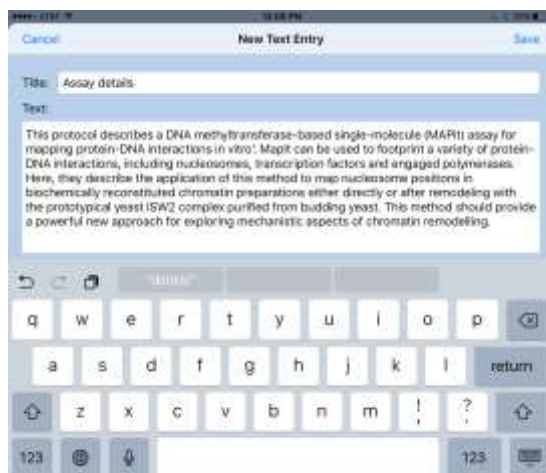 Cancel New Text Entry Save
Title: Assay details
Text:
This protocol describes a DNA methyltransferase-based single-molecule (MAPit) assay for
mapping protein-DNA interactions in vitro'. Mapit can be used to footprint a variety of protein-
DNA interactions, including nucleosomes, transcription factors and engaged polymerases.
Here, they describe the application of this method to map nucleosome positions in
biochemically reconstituted chromatin preparations either directly or after remodeling with
the prototypical yeast ISW2 complex purified from budding yeast. This method should provide
a powerful new approach for exploring mechanistic aspects of chromatin remodelling.
"details"
q w e r t y u i o p
a s d f g h j k l return
z x c v b n m ! , ? .
123 123